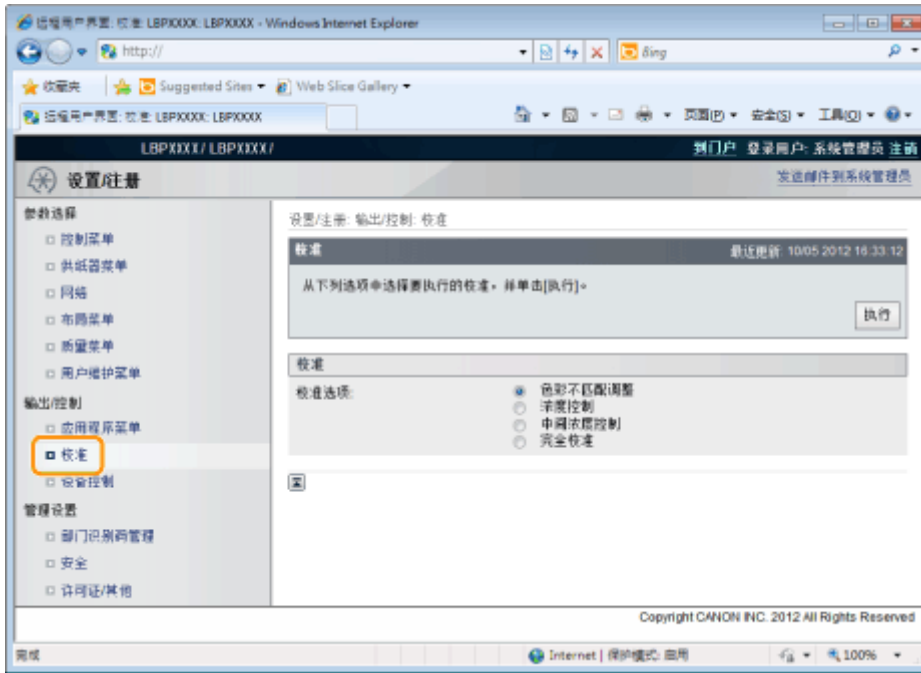 远程用户界面: 校准: LBPXXXX: LBPXXXX - Windows Internet Explorer
http://
Bing
收藏夹
Suggested Sites
Web Slice Gallery
远程用户界面: 校准: LBPXXXX: LBPXXXX
页面(P)
安全(S)
工具(O)
LBPXXXX / LBPXXXX /
到门户 登录用户: 系统管理员 注销
设置/注册
发送邮件到系统管理员
参数选择
控制菜单
供纸器菜单
网络
布局菜单
质量菜单
用户维护菜单
输出/控制
应用程序菜单
校准
设备控制
管理设置
部门识别码管理
安全
许可证/其他
设置/注册: 输出/控制: 校准
校准
最近更新: 10/05 2012 16:33:12
从下列选项中选择要执行的校准。并单击[执行]。
执行
校准
校准选项:
色彩不匹配调整
浓度控制
中间浓度控制
完全校准
Copyright CANON INC. 2012 All Rights Reserved
完成
Internet | 保护模式: 启用
100%